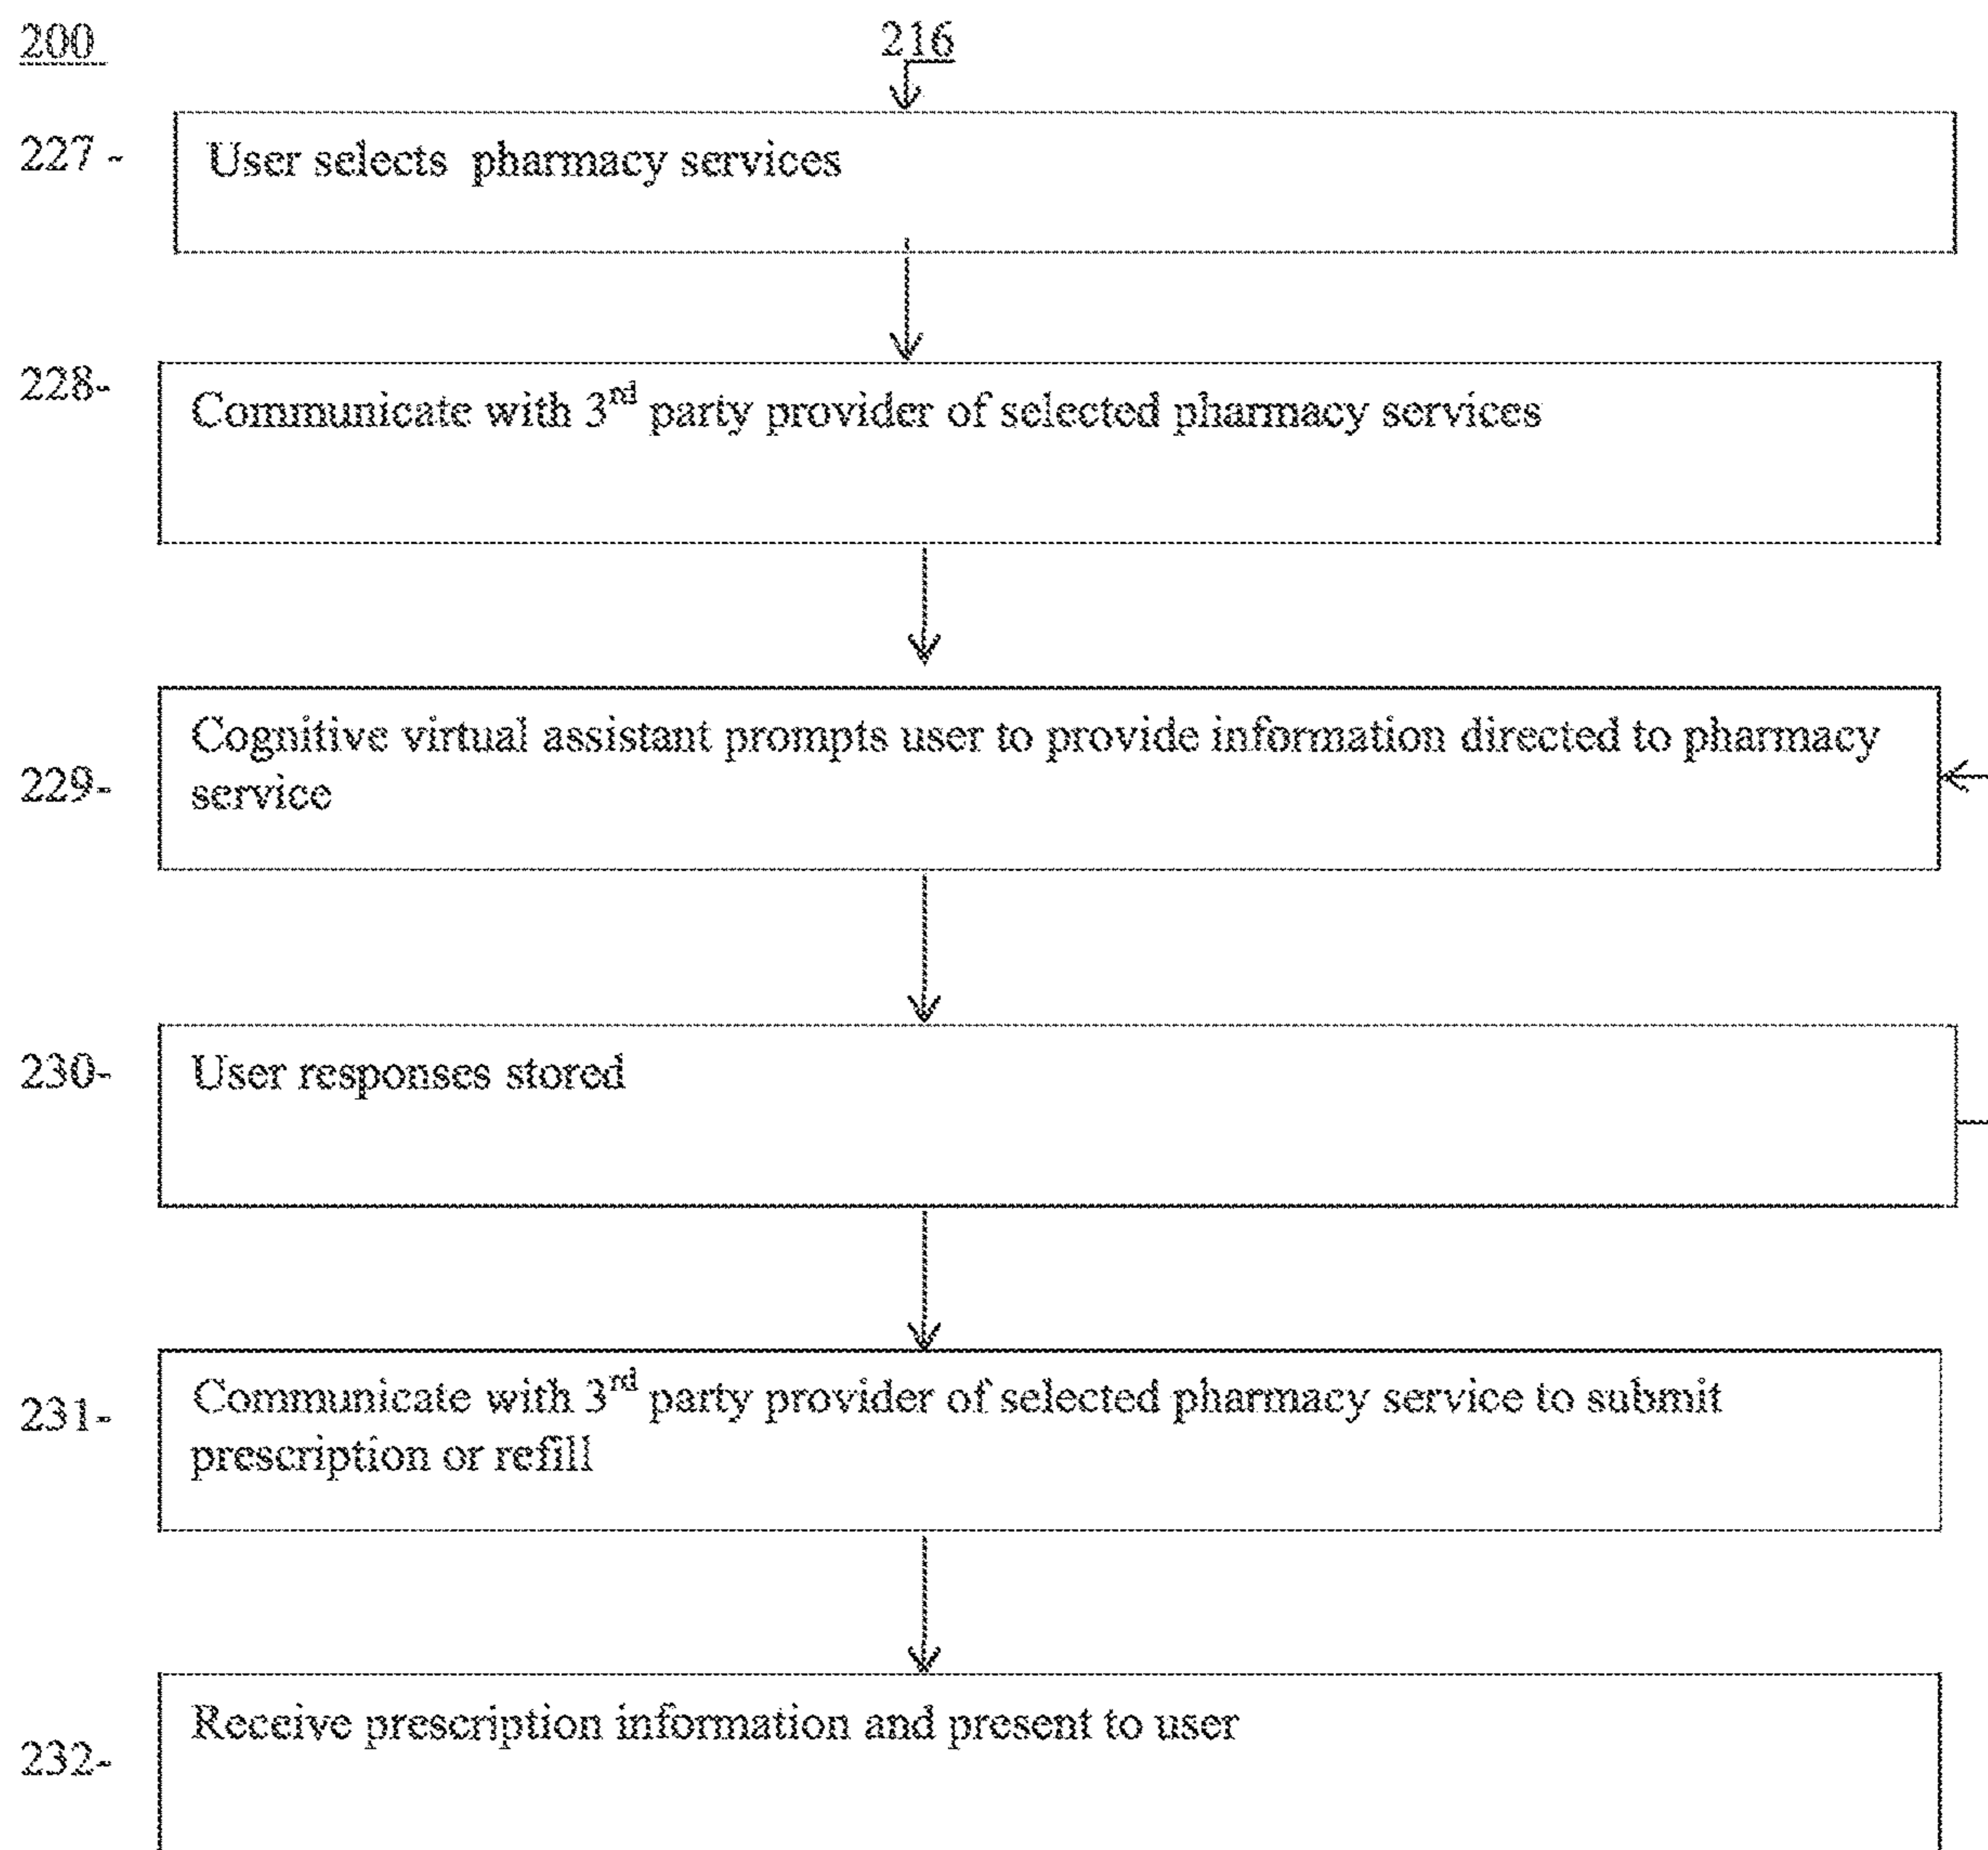 200
216
227 -
User selects pharmacy services
228-
Communicate with 3rd party provider of selected pharmacy services
229-
Cognitive virtual assistant prompts user to provide information directed to pharmacy
service
230-
User responses stored
231-
Communicate with 3rd party provider of selected pharmacy service to submit
prescription or refill
232-
Receive prescription information and present to user